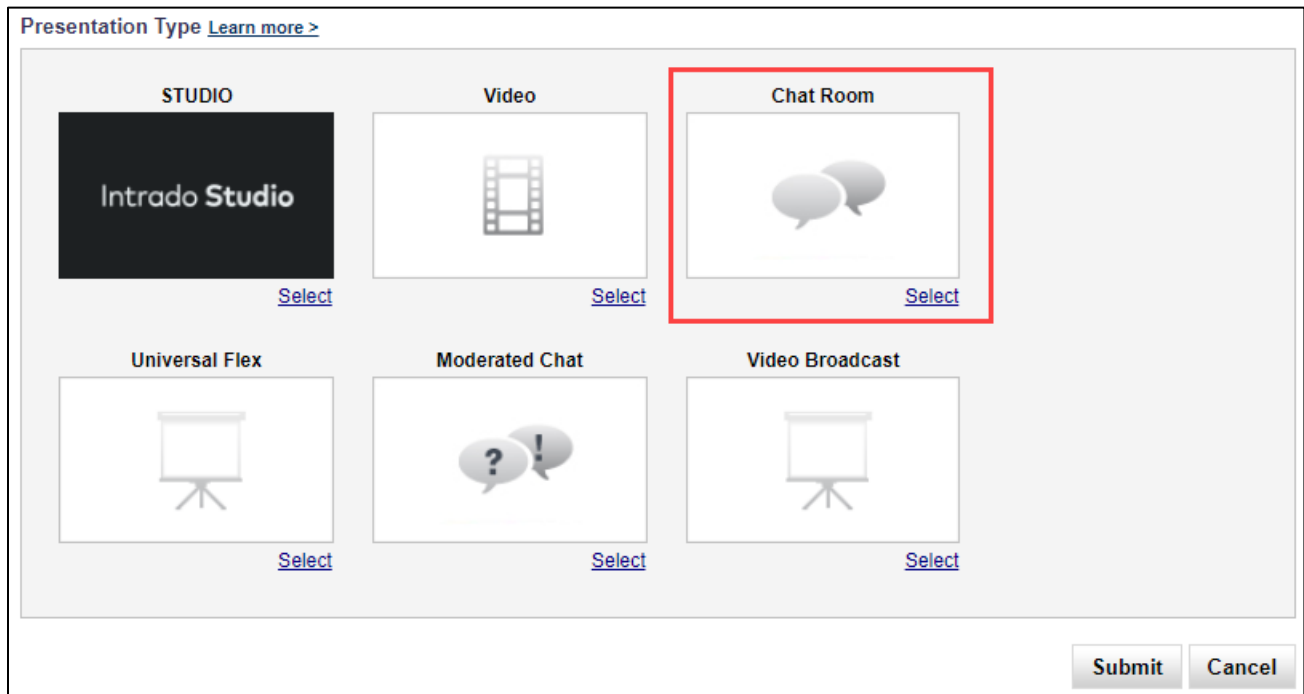 Presentation Type Learn more >
STUDIO Video Chat Room
Intrado Studio
Select Select Select
Universal Flex Moderated Chat Video Broadcast
? !
Select Select Select
Submit Cancel